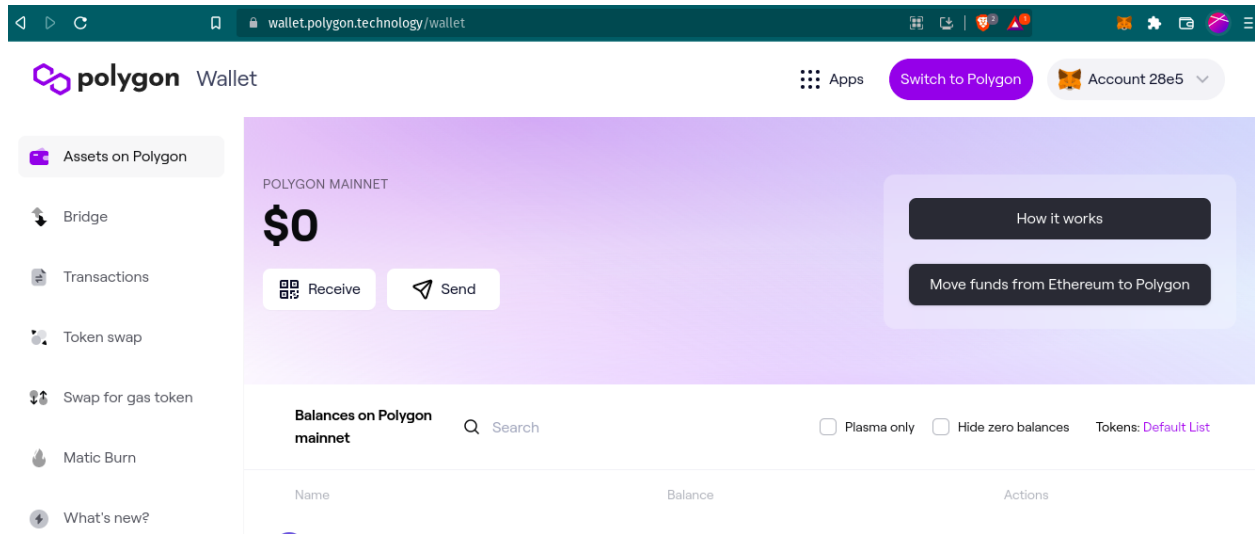 wallet.polygon.technology/wallet
2
1
polygon Wallet
Apps
Switch to Polygon
Account 28e5
Assets on Polygon
Bridge
Transactions
Token swap
Swap for gas token
Matic Burn
What's new?
POLYGON MAINNET
$0
Receive
Send
How it works
Move funds from Ethereum to Polygon
Balances on Polygon
mainnet
Search
Plasma only
Hide zero balances
Tokens: Default List
Name
Balance
Actions